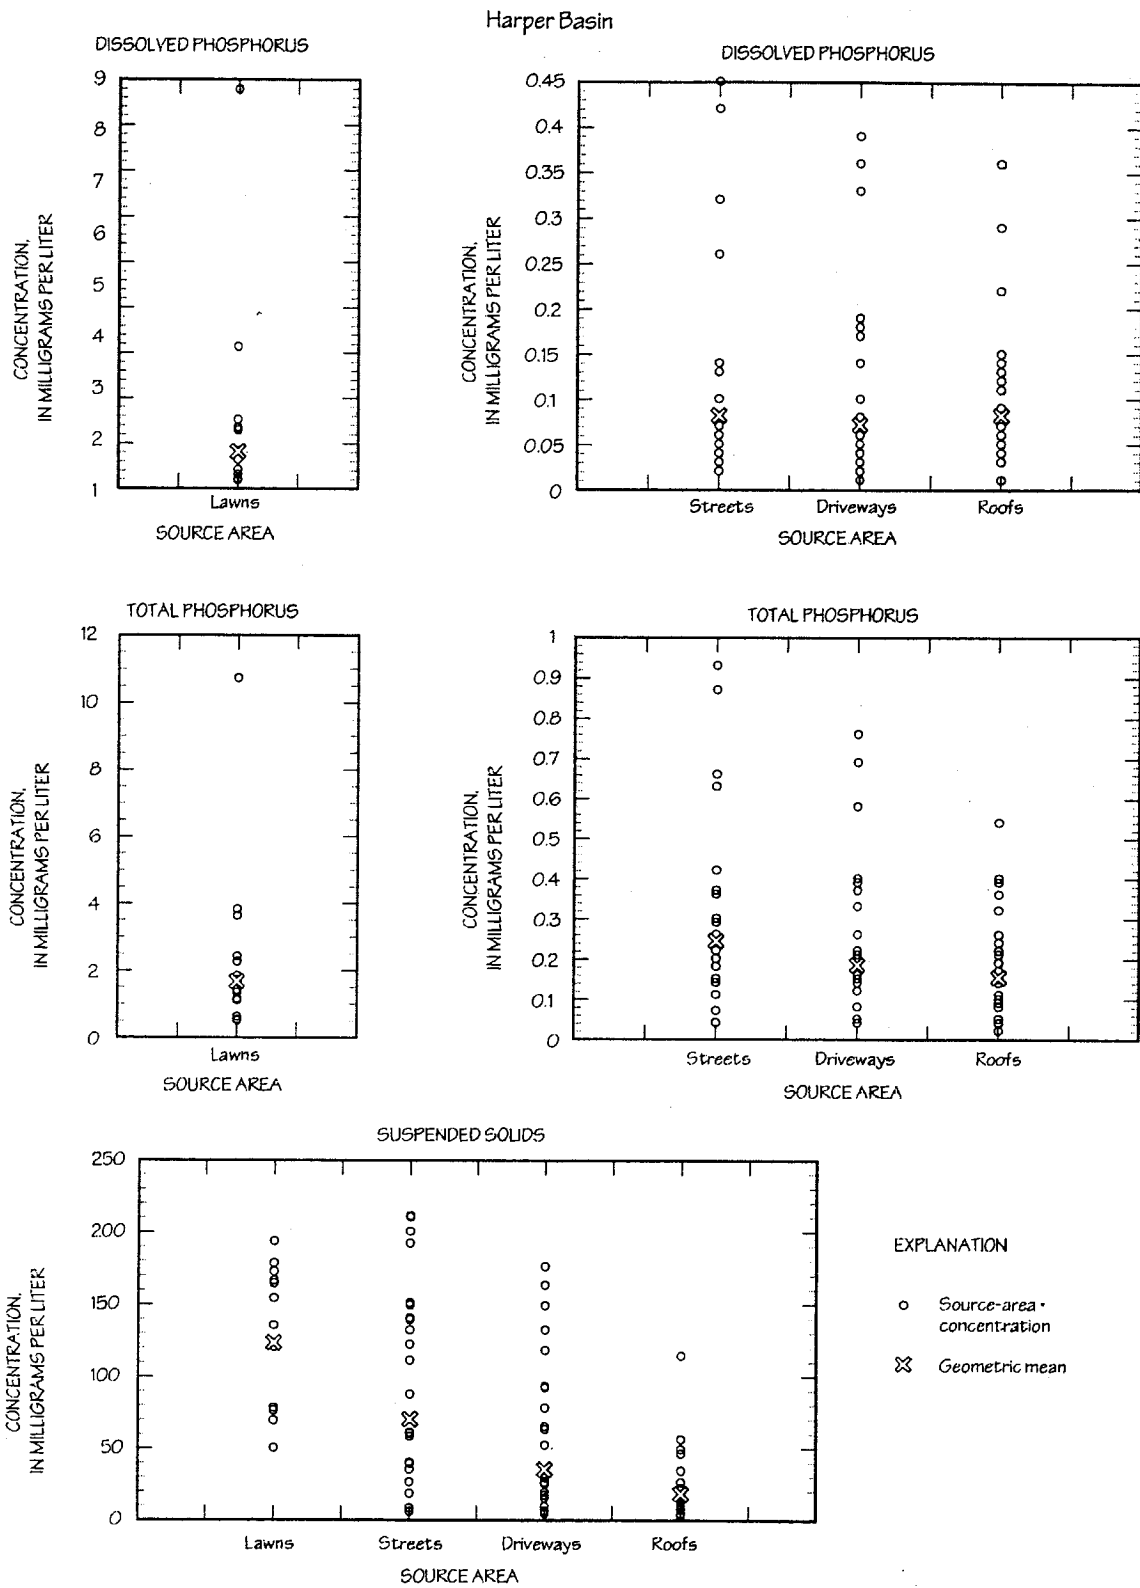 Harper Basin
DISSOLVED PHOSPHORUS
9
8
7
6
5
4
3
2
1
CONCENTRATION,
IN MILLIGRAMS PER LITER
Lawns
SOURCE AREA
DISSOLVED PHOSPHORUS
0.45
0.4
0.35
0.3
0.25
0.2
0.15
0.1
0.05
0
CONCENTRATION,
IN MILLIGRAMS PER LITER
Streets Driveways Roofs
SOURCE AREA
TOTAL PHOSPHORUS
12
10
8
6
4
2
0
CONCENTRATION,
IN MILLIGRAMS PER LITER
Lawns
SOURCE AREA
TOTAL PHOSPHORUS
1
0.9
0.8
0.7
0.6
0.5
0.4
0.3
0.2
0.1
0
CONCENTRATION,
IN MILLIGRAMS PER LITER
Streets Driveways Roofs
SOURCE AREA
SUSPENDED SOLIDS
250
200
150
100
50
0
CONCENTRATION,
IN MILLIGRAMS PER LITER
Lawns Streets Driveways Roofs
SOURCE AREA
EXPLANATION
Source-area
concentration
Geometric mean